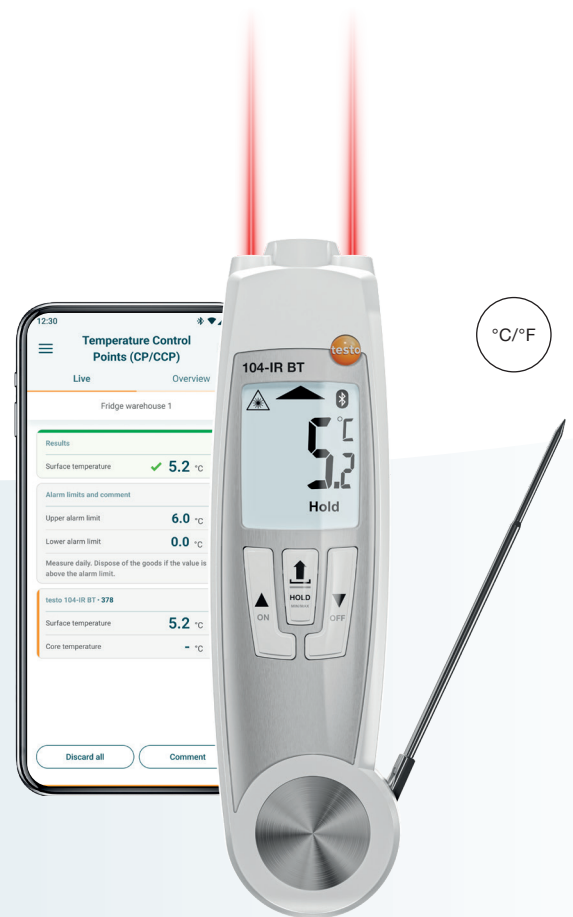 12:30
Temperature Control
Points (CP/CCP)
Live Overview
Fridge warehouse 1
Results
Surface temperature 5.2 °C
Alarm limits and comment
Upper alarm limit 6.0 °C
Lower alarm limit 0.0 °C
Measure daily. Dispose of the goods if the value is
above the alarm limit.
testo 104-IR BT - 378
Surface temperature 5.2 °C
Core temperature - °C
Discard all Comment
testo
104-IR BT
5.2 °C
Hold
HOLD
ON
OFF
°C/°F